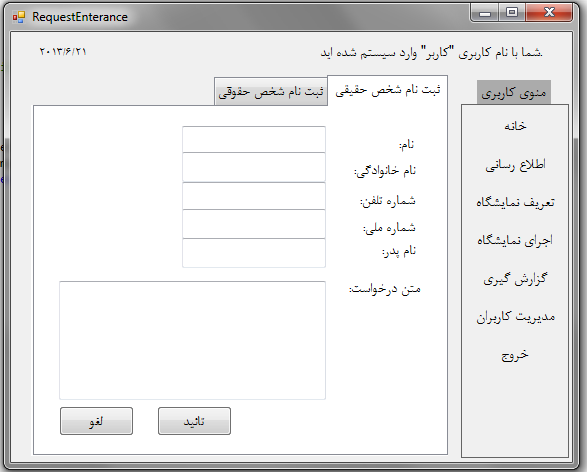 RequestEnterance
شما با نام کاربری "کاربر" وارد سیستم شده اید.
۲۰۱۳/۶/۲۱
منوی کاربری
خانه
اطلاع رسانی
تعریف نمایشگاه
اجرای نمایشگاه
گزارش گیری
مدیریت کاربران
خروج
ثبت نام شخص حقیقی
ثبت نام شخص حقوقی
نام:
نام خانوادگی:
شماره تلفن:
شماره ملی:
نام پدر:
متن درخواست:
تائید
لغو